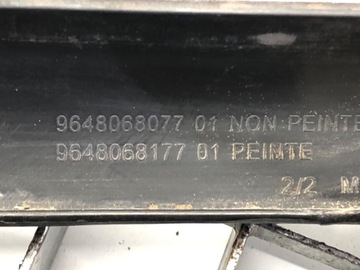 9648068077 01 NON PEINTE
9648068177 01 PEINTE
2/2 M